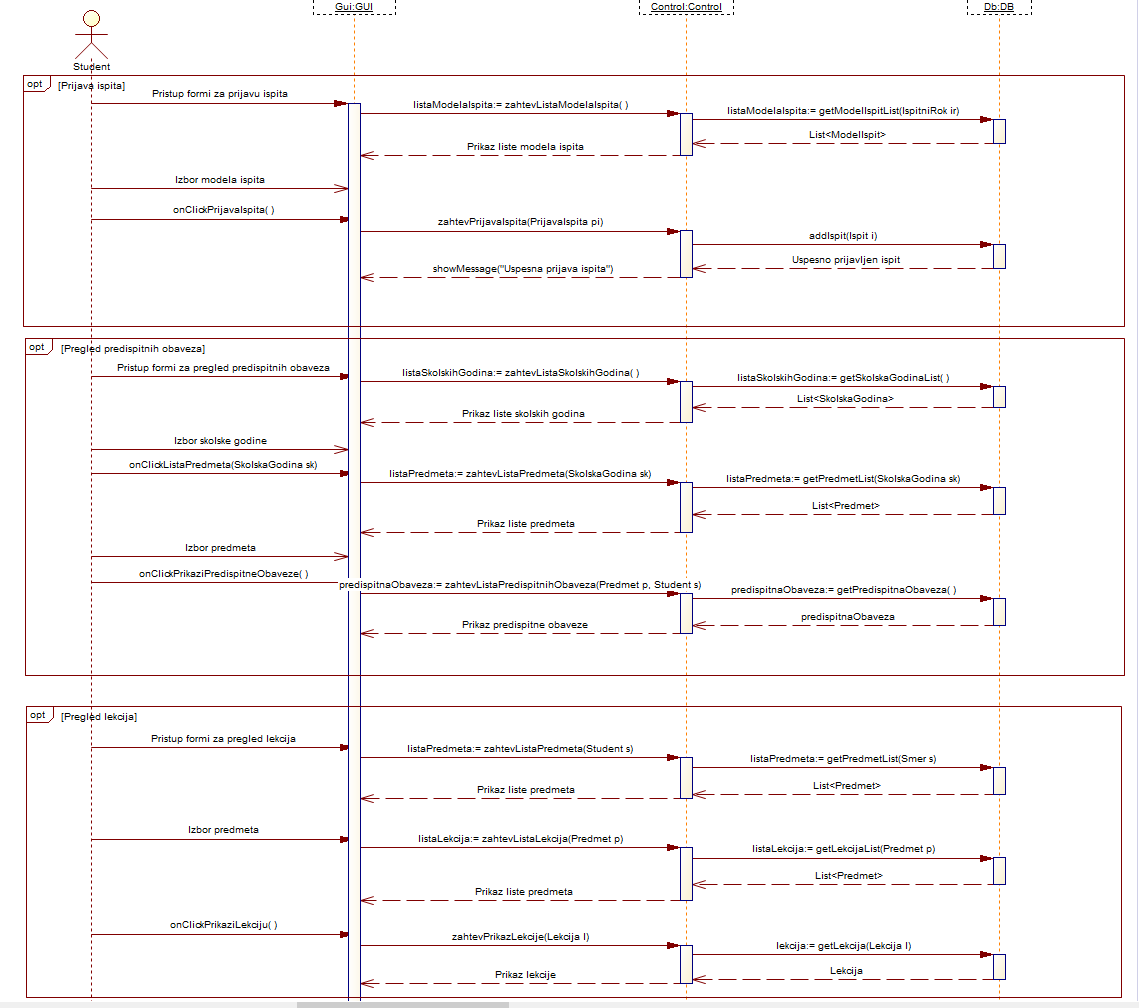 Gui:GUI
Control:Control
Db:DB
Student
opt
[Prijava ispita]
Pristup formi za prijavu ispita
listaModelaIspita:= zahtevListaModelaIspita( )
listaModelaIspita:= getModelIspitList(IspitniRok ir)
List<ModelIspit>
Prikaz liste modela ispita
Izbor modela ispita
onClickPrijavaIspita( )
zahtevPrijavaIspita(PrijavaIspita pi)
addIspit(Ispit i)
Uspesno prijavljen ispit
showMessage("Uspesna prijava ispita")
opt
[Pregled predispitnih obaveza]
Pristup formi za pregled predispitnih obaveza
listaSkolskihGodina:= zahtevListaSkolskihGodina( )
listaSkolskihGodina:= getSkolskaGodinaList( )
List<SkolskaGodina>
Prikaz liste skolskih godina
Izbor skolske godine
onClickListaPredmeta(SkolskaGodina sk)
listaPredmeta:= zahtevListaPredmeta(SkolskaGodina sk)
listaPredmeta:= getPredmetList(SkolskaGodina sk)
List<Predmet>
Prikaz liste predmeta
Izbor predmeta
onClickPrikaziPredispitneObaveze( )
predispitnaObaveza:= zahtevListaPredispitnihObaveza(Predmet p, Student s)
predispitnaObaveza:= getPredispitnaObaveza( )
predispitnaObaveza
Prikaz predispitne obaveze
opt
[Pregled lekcija]
Pristup formi za pregled lekcija
listaPredmeta:= zahtevListaPredmeta(Student s)
listaPredmeta:= getPredmetList(Smer s)
List<Predmet>
Prikaz liste predmeta
Izbor predmeta
listaLekcija:= zahtevListaLekcija(Predmet p)
listaLekcija:= getLekcijaList(Predmet p)
List<Predmet>
Prikaz liste predmeta
onClickPrikaziLekciju( )
zahtevPrikazLekcije(Lekcija l)
lekcija:= getLekcija(Lekcija l)
Lekcija
Prikaz lekcije